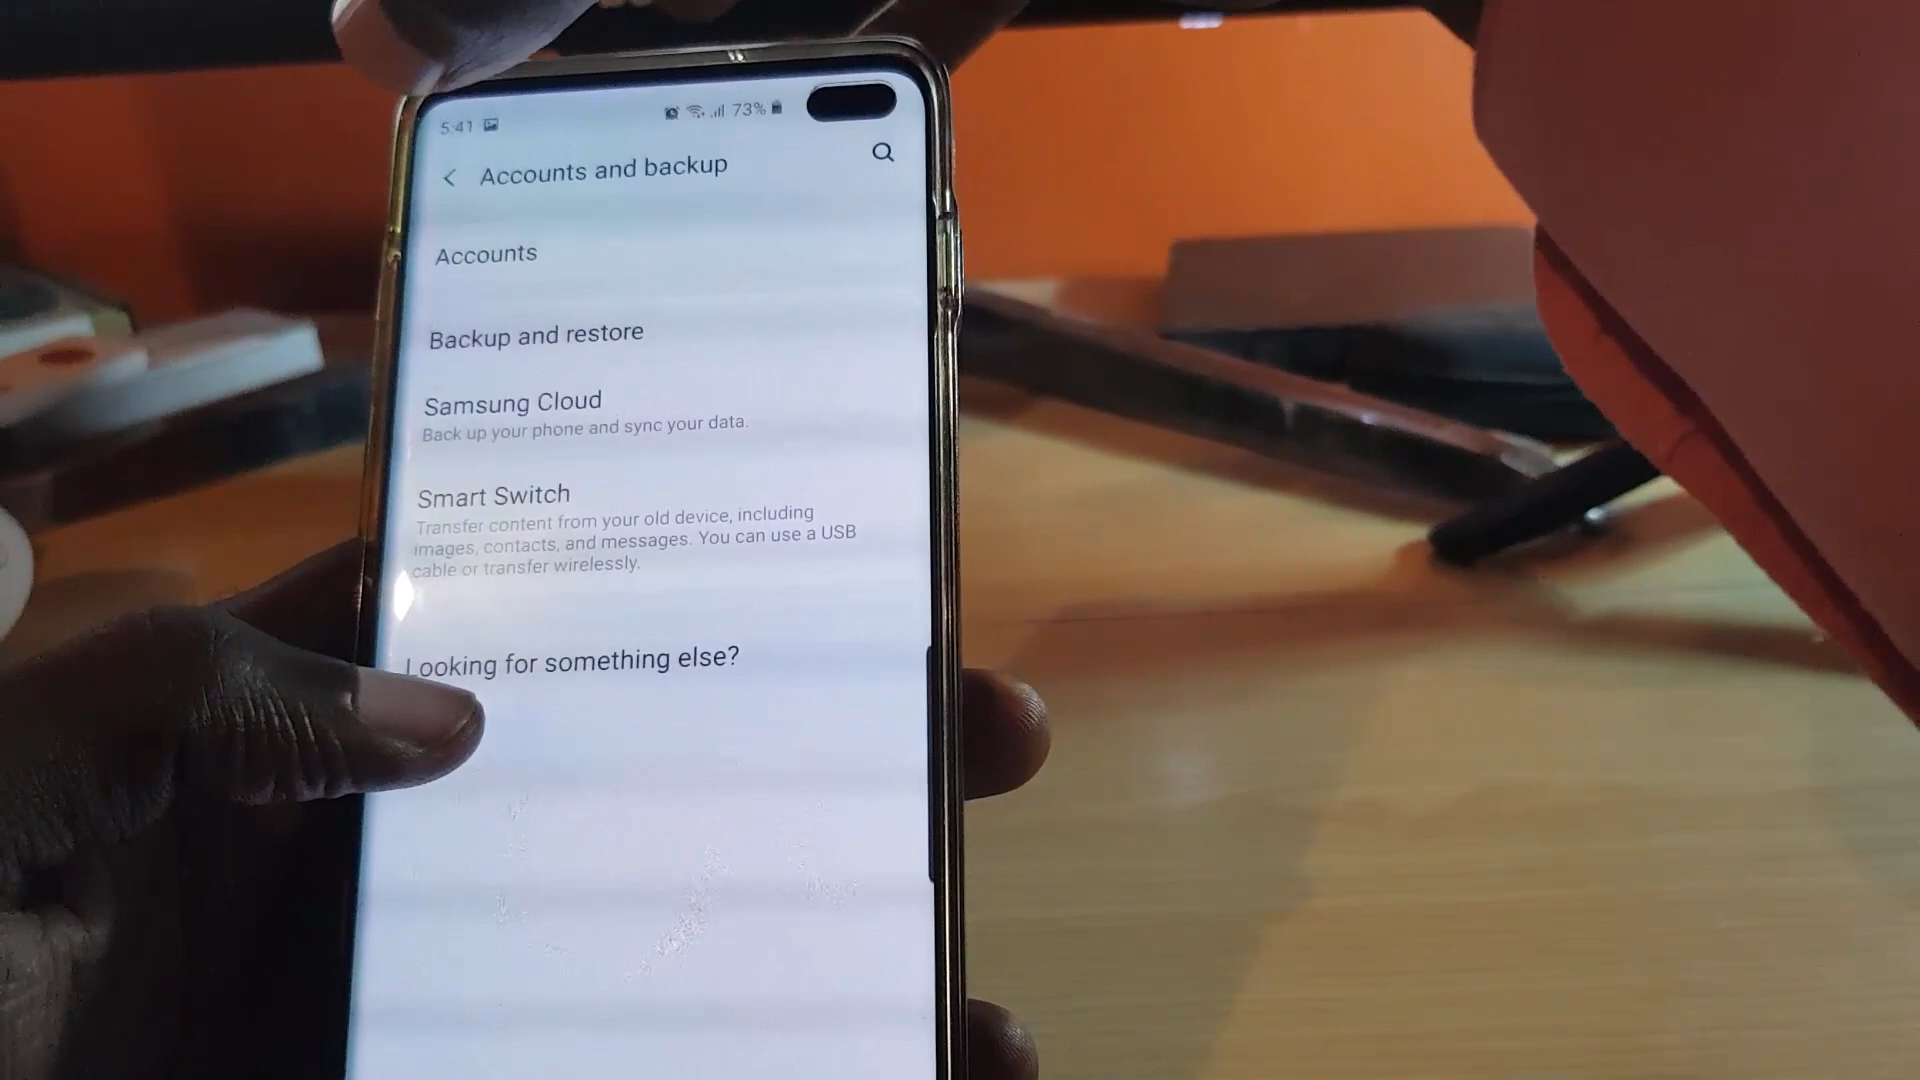 5:41 73%
Accounts and backup
Accounts
Backup and restore
Samsung Cloud
Back up your phone and sync your data.
Smart Switch
Transfer content from your old device, including
images, contacts, and messages. You can use a USB
cable or transfer wirelessly.
Looking for something else?